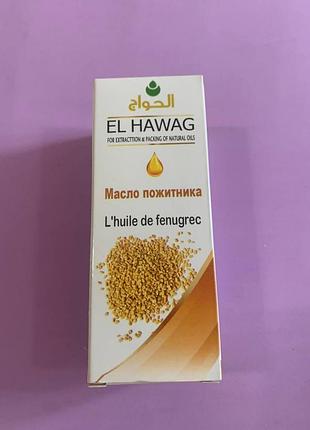 الحواج
EL HAWAG
FOR EXTRACTTION & PACKING OF NATURAL OILS
Масло пожитника
L'huile de fenugrec